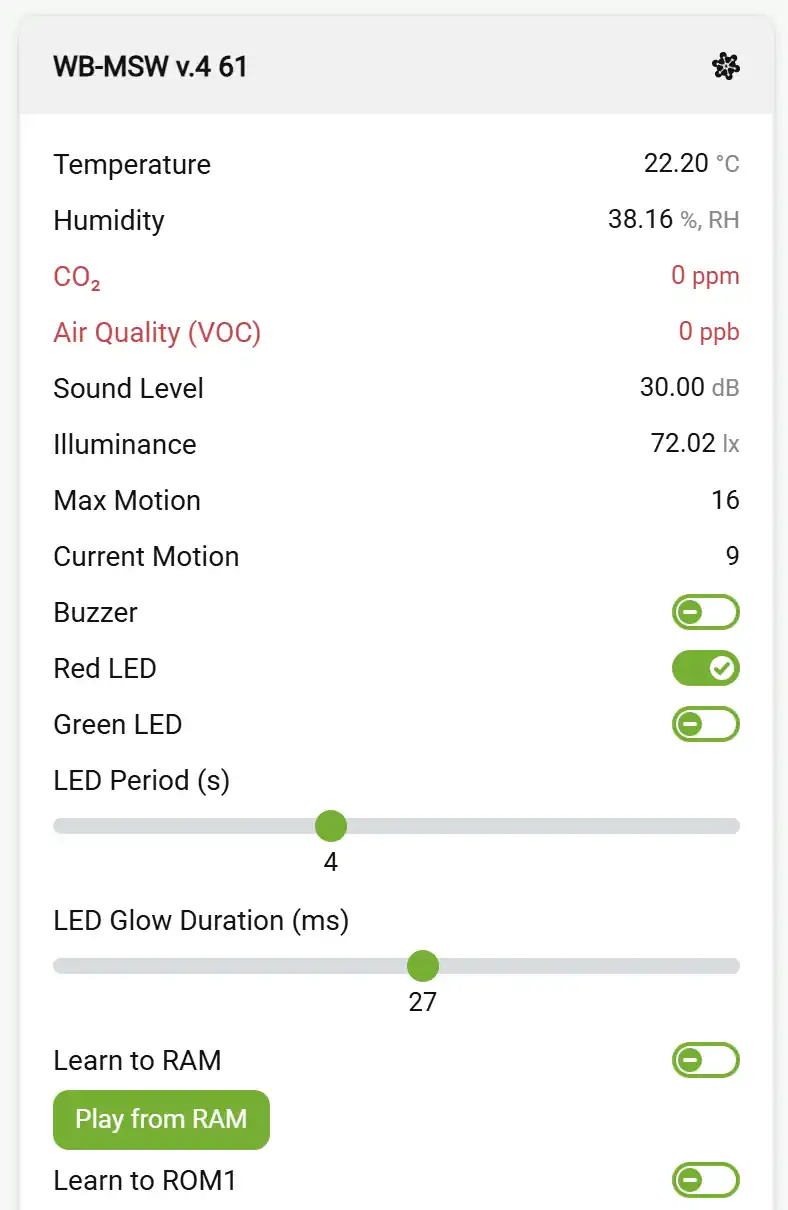 WB-MSW v.4 61
Temperature 22.20 °C
Humidity 38.16 %, RH
CO₂ 0 ppm
Air Quality (VOC) 0 ppb
Sound Level 30.00 dB
Illuminance 72.02 lx
Max Motion 16
Current Motion 9
Buzzer
Red LED
Green LED
LED Period (s)
4
LED Glow Duration (ms)
27
Learn to RAM
Play from RAM
Learn to ROM1